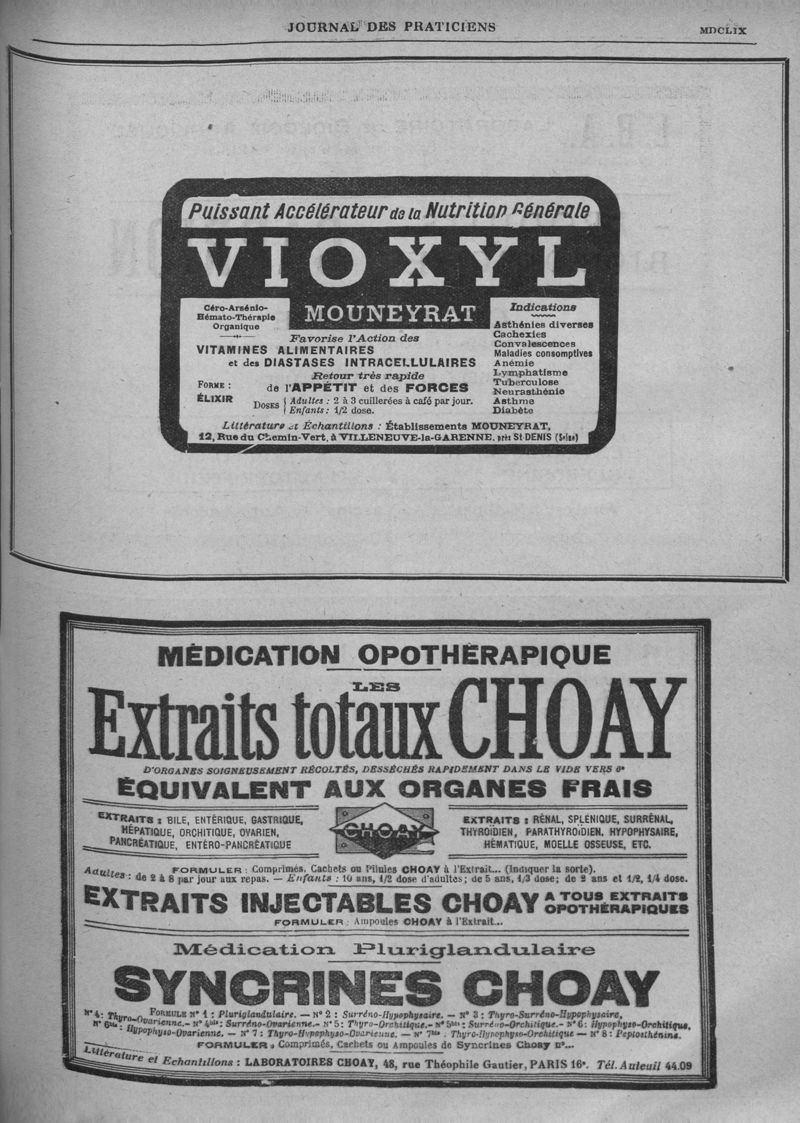 JOURNAL DES PRATICIENS
MDCLIX
Puissant Accélérateur de la Nutrition Générale
VIOXYL
MOUNEYRAT
Céro-Arsénio-
Hémato-Thérapie
Organique
Favorise l'Action des
VITAMINES ALIMENTAIRES
et des DIASTASES INTRACELLULAIRES
Retour très rapide
de l'APPÉTIT et des FORCES
FORME :
ÉLIXIR
DOSES
Adultes : 2 à 3 cuillerées à café par jour.
Enfants : 1/2 dose.
Indications
Asthénies diverses
Cachexies
Convalescences
Maladies consomptives
Anémie
Lymphatisme
Tuberculose
Neurasthénie
Asthme
Diabète
Littérature et Échantillons : Établissements MOUNEYRAT,
12, Rue du Chemin-Vert, à VILLENEUVE-la-GARENNE, près St-DENIS (Seine)
MÉDICATION OPOTHÉRAPIQUE
LES
Extraits totaux CHOAY
D'ORGANES SOIGNEUSEMENT RÉCOLTÉS, DESSÉCHÉS RAPIDEMENT DANS LE VIDE VERS 0°
ÉQUIVALENT AUX ORGANES FRAIS
EXTRAITS : BILE, ENTÉRIQUE, GASTRIQUE,
HÉPATIQUE, ORCHITIQUE, OVARIEN,
PANCRÉATIQUE, ENTÉRO-PANCRÉATIQUE
CHOAY
EXTRAITS : RÉNAL, SPLÉNIQUE, SURRÉNAL,
THYROÏDIEN, PARATHYROÏDIEN, HYPOPHYSAIRE,
HÉMATIQUE, MOELLE OSSEUSE, ETC.
FORMULER : Comprimés, Cachets ou Pilules CHOAY à l'Extrait... (Indiquer la sorte).
Adultes : de 2 à 8 par jour aux repas. — Enfants : 10 ans, 1/2 dose d'adultes; de 5 ans, 1/3 dose; de 2 ans et 1/2, 1/4 dose.
EXTRAITS INJECTABLES CHOAY A TOUS EXTRAITS
OPOTHÉRAPIQUES
FORMULER : Ampoules CHOAY à l'Extrait...
Médication Pluriglandulaire
SYNCRINES CHOAY
FORMULE N° 1 : Pluriglandulaire. — N° 2 : Surréno-Hypophysaire. — N° 3 : Thyro-Surréno-Hypophysaire,
N° 4 : Thyro-Ovarienne. — N° 4bis : Surréno-Ovarienne. — N° 5 : Thyro-Orchitique. — N° 5bis : Surréno-Orchitique. — N° 6 : Hypophyso-Orchitique,
N° 6bis : Hypophyso-Ovarienne. — N° 7 : Thyro-Hypophyso-Ovarienne. — N° 7bis : Thyro-Hypophyso-Orchitique — N° 8 : Peptosthénine.
FORMULER : Comprimés, Cachets ou Ampoules de Syncrines Choay n°...
Littérature et Echantillons : LABORATOIRES CHOAY, 48, rue Théophile Gautier, PARIS 16e. Tél. Auteuil 44.09